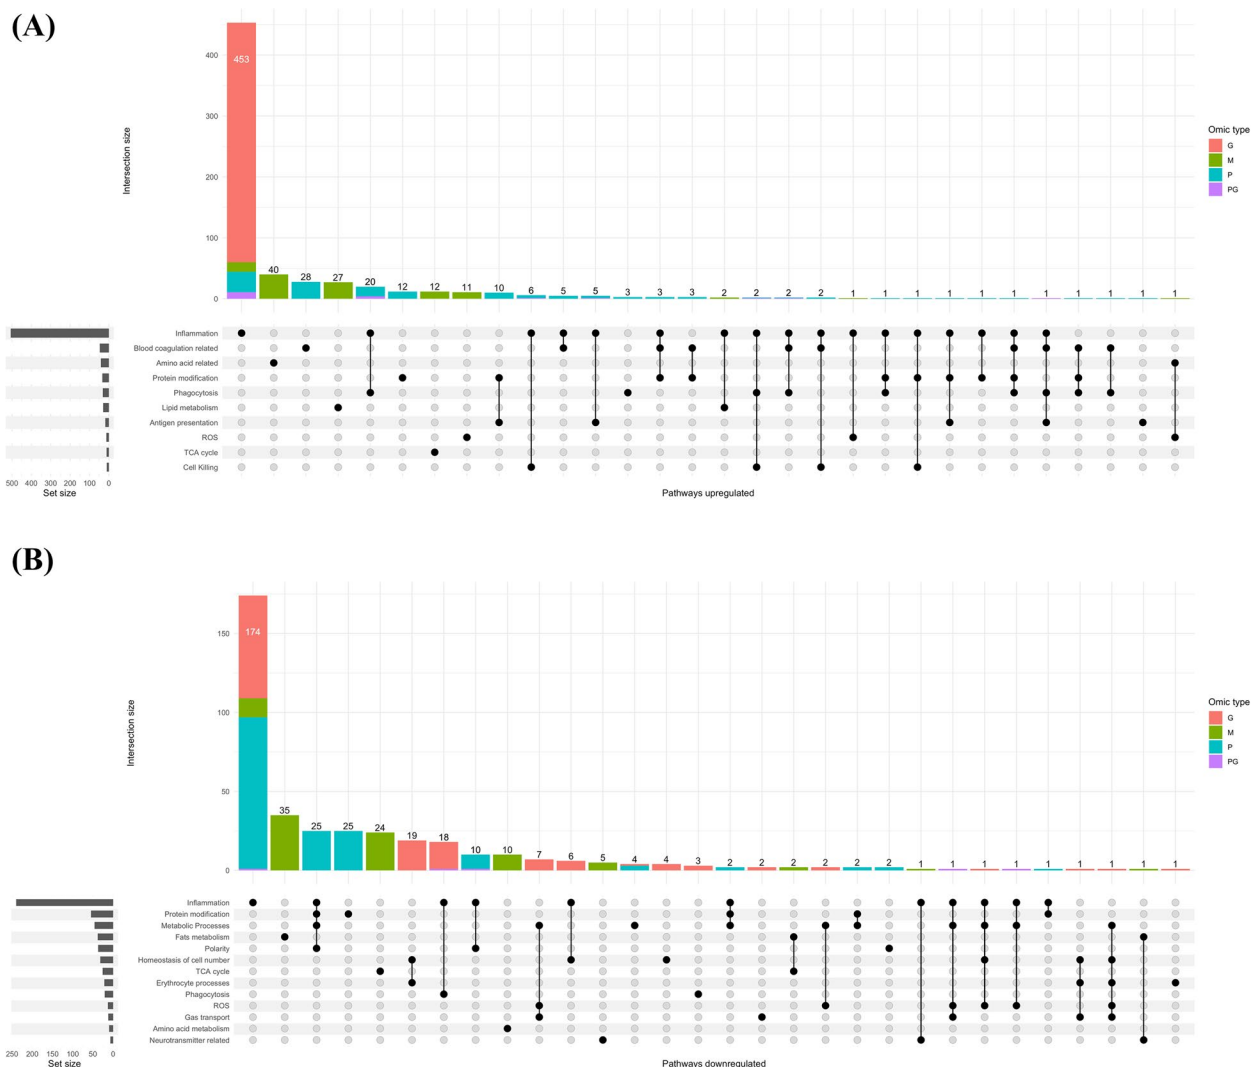 (A)
Intersection size
400
300
200
100
0
453
40
28
27
20
12
12
11
10
6
5
5
3
3
3
2
2
2
2
1
1
1
1
1
1
1
1
1
1
1
Omic type
G
M
P
PG
Inflammation
Blood coagulation related
Amino acid related
Protein modification
Phagocytosis
Lipid metabolism
Antigen presentation
ROS
TCA cycle
Cell Killing
500 400 300 200 100 0
Set size
Pathways upregulated
(B)
Intersection size
150
100
50
0
174
35
25
25
24
19
18
10
10
7
6
5
4
4
3
2
2
2
2
2
2
1
1
1
1
1
1
1
1
1
Omic type
G
M
P
PG
Inflammation
Protein modification
Metabolic Processes
Fats metabolism
Polarity
Homeostasis of cell number
TCA cycle
Erythrocyte processes
Phagocytosis
ROS
Gas transport
Amino acid metabolism
Neurotransmitter related
250 200 150 100 50 0
Set size
Pathways downregulated